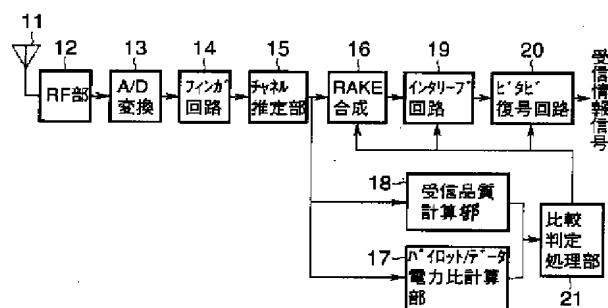 11
12
RF部
13
A/D
変換
14
フィンガ
回路
15
チャネル
推定部
16
RAKE
合成
19
インタリーブ
回路
20
ビタビ
復号回路
受信情報信号
18
受信品質
計算部
17
パイロット/データ
電力比計算
部
比較
判定
処理部
21